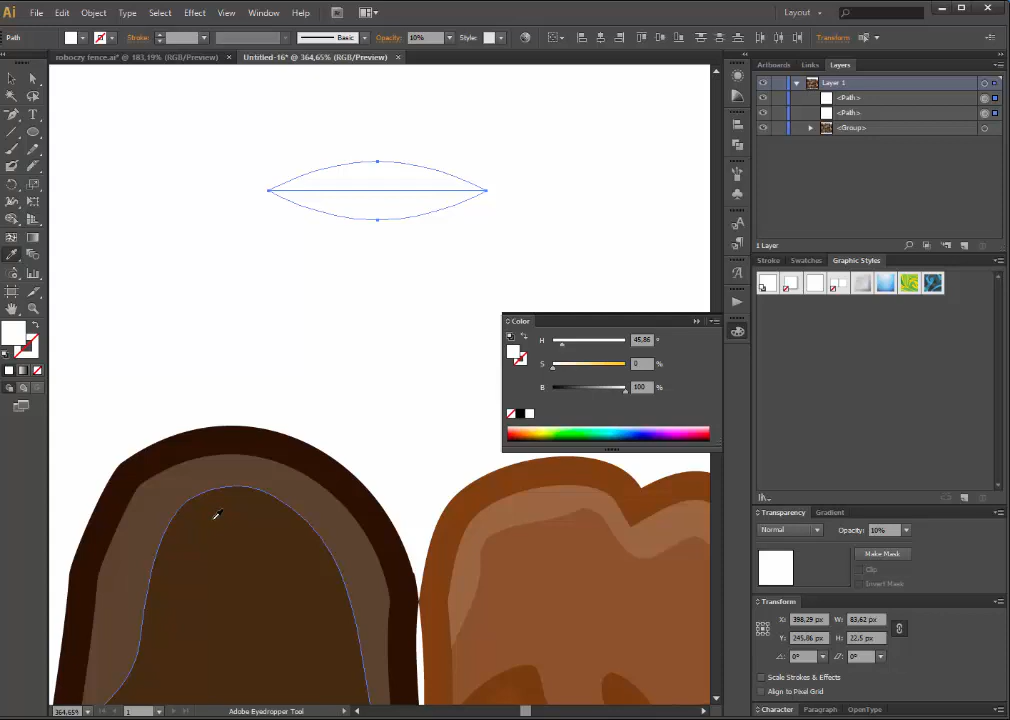 Ai File Edit Object Type Select Effect View Window Help Br Layout
Path Stroke: Basic Opacity: 10% Style: Transform
roboczy fence.ai* @ 183,19% (RGB/Preview) × Untitled-16* @ 364,65% (RGB/Preview) ×
Artboards Links Layers
Layer 1
<Path>
<Path>
<Group>
1 Layer
Stroke Swatches Graphic Styles
Color
H 45,86 °
S 0 %
B 100 %
Transparency Gradient
Normal Opacity: 10%
Make Mask
Clip
Invert Mask
Transform
X: 398,29 px W: 83,62 px
Y: 245,86 px H: 22,5 px
0° 0°
Scale Strokes & Effects
Align to Pixel Grid
Character Paragraph OpenType
364,65% 1 Adobe Eyedropper Tool